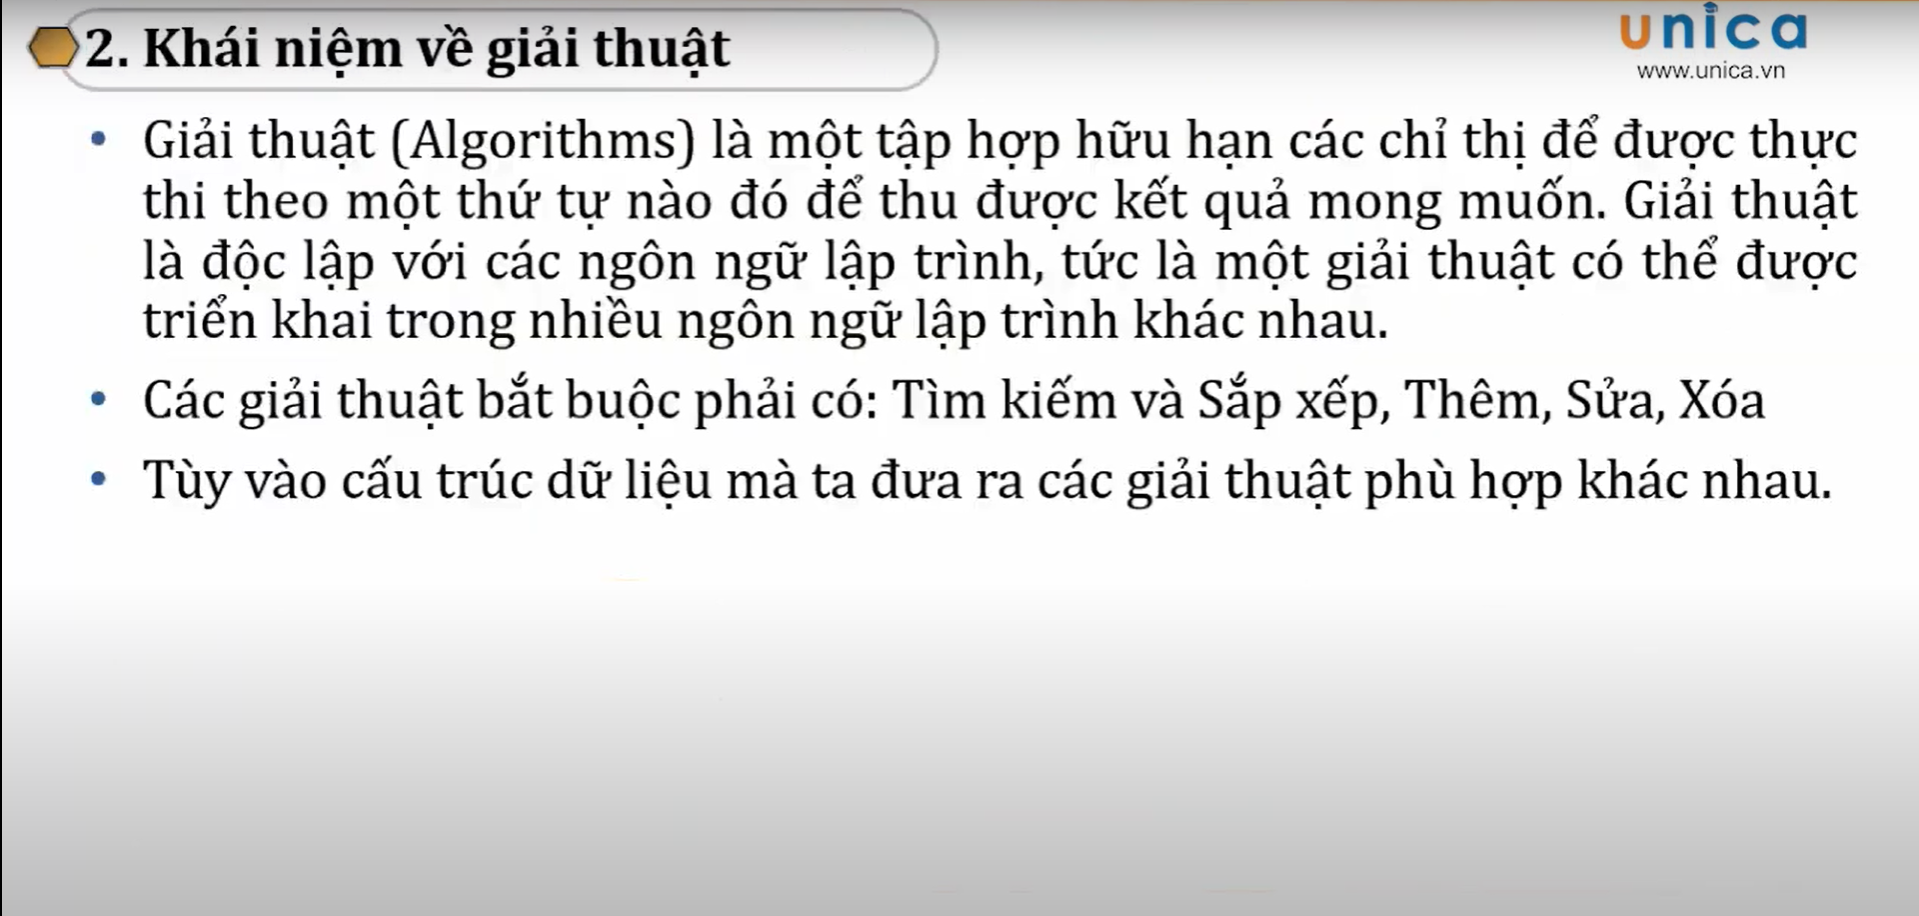 2. Khái niệm về giải thuật
unica
www.unica.vn
• Giải thuật (Algorithms) là một tập hợp hữu hạn các chỉ thị để được thực
thi theo một thứ tự nào đó để thu được kết quả mong muốn. Giải thuật
là độc lập với các ngôn ngữ lập trình, tức là một giải thuật có thể được
triển khai trong nhiều ngôn ngữ lập trình khác nhau.
• Các giải thuật bắt buộc phải có: Tìm kiếm và Sắp xếp, Thêm, Sửa, Xóa
• Tùy vào cấu trúc dữ liệu mà ta đưa ra các giải thuật phù hợp khác nhau.